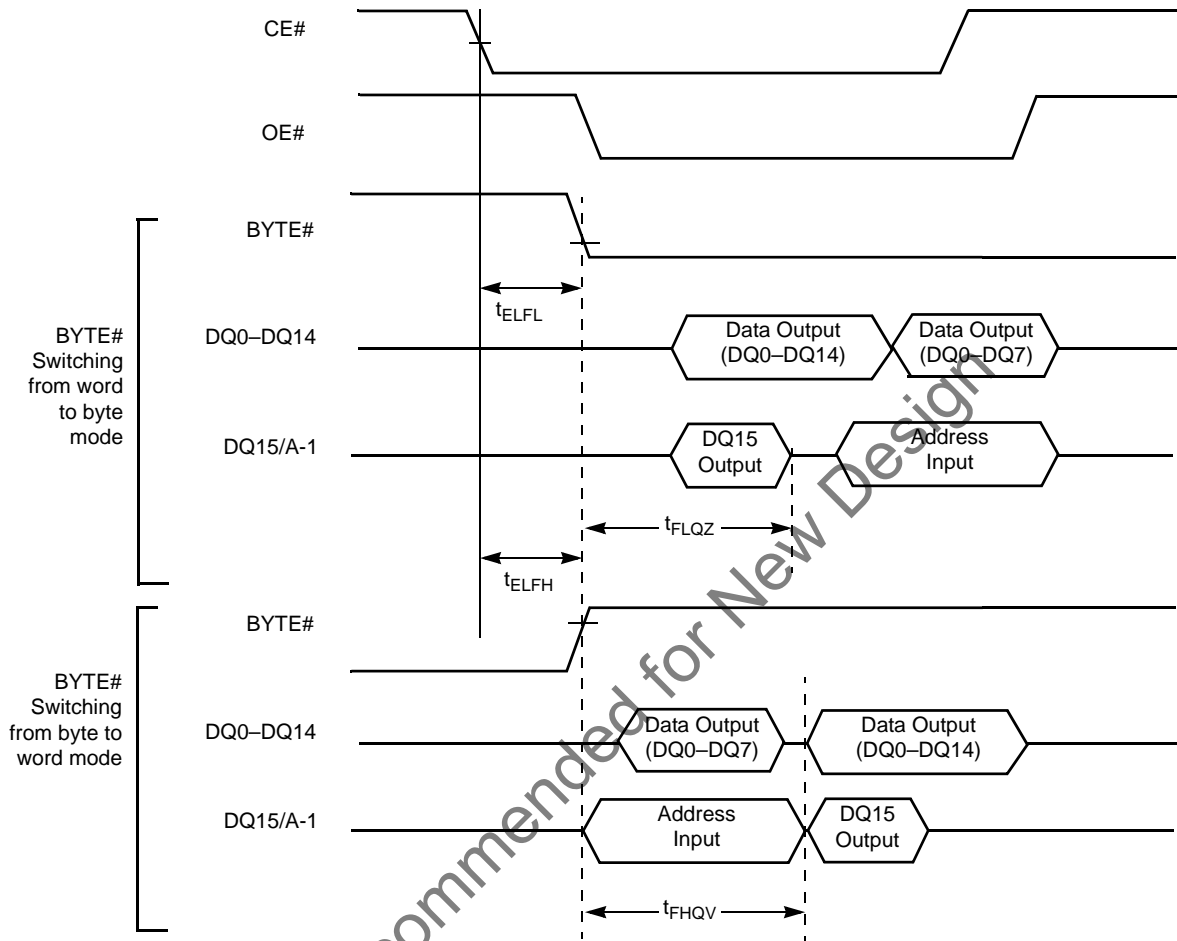 CE#
OE#
BYTE#
tELFL
BYTE#
Switching
from word
to byte
mode
DQ0–DQ14
Data Output
(DQ0–DQ14)
Data Output
(DQ0–DQ7)
DQ15/A-1
DQ15
Output
Address
Input
tFLQZ
tELFH
BYTE#
BYTE#
Switching
from byte to
word mode
DQ0–DQ14
Data Output
(DQ0–DQ7)
Data Output
(DQ0–DQ14)
DQ15/A-1
Address
Input
DQ15
Output
tFHQV
commended for New Design